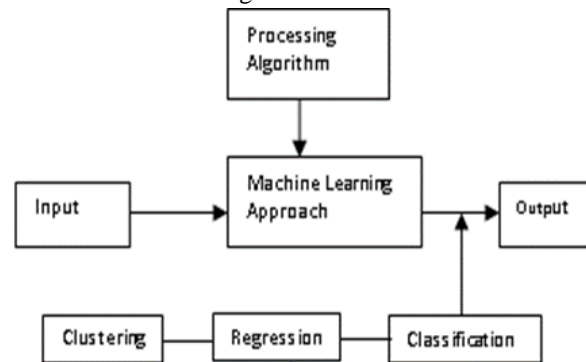 Processing
Algorithm
Machine Learning
Approach
Input
Output
Clustering
Regression
Classification